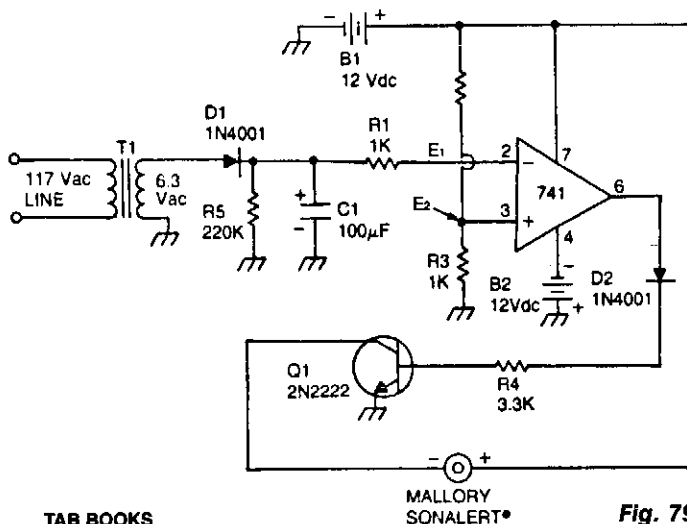 B1
12 Vdc
D1
1N4001
R1
1K
T1
117 Vac
LINE
6.3
Vac
R5
220K
C1
100μF
E1
E2
2
3
741
7
6
4
R3
1K
B2
12Vdc
D2
1N4001
Q1
2N2222
R4
3.3K
MALLORY
SONALERT®
TAB BOOKS
Fig. 79